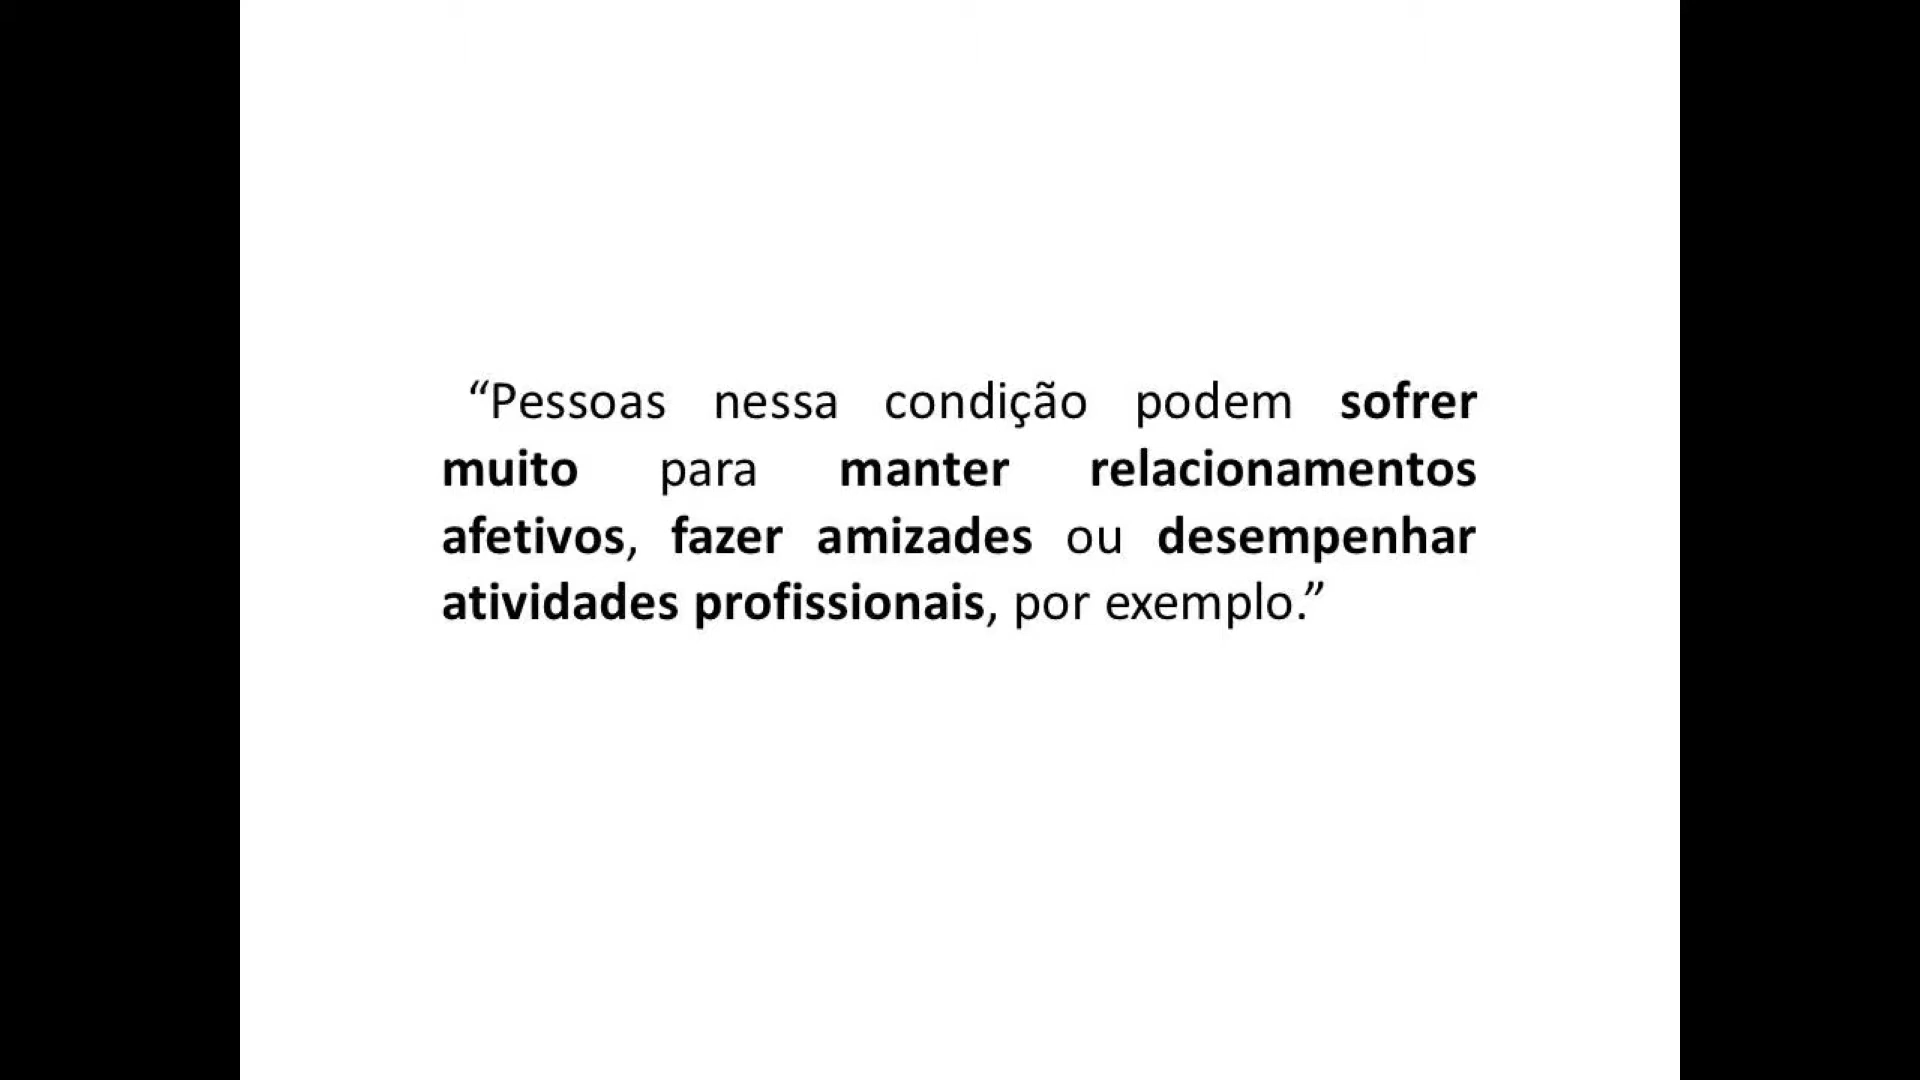 “Pessoas nessa condição podem sofrer
muito para manter relacionamentos
afetivos, fazer amizades ou desempenhar
atividades profissionais, por exemplo.”